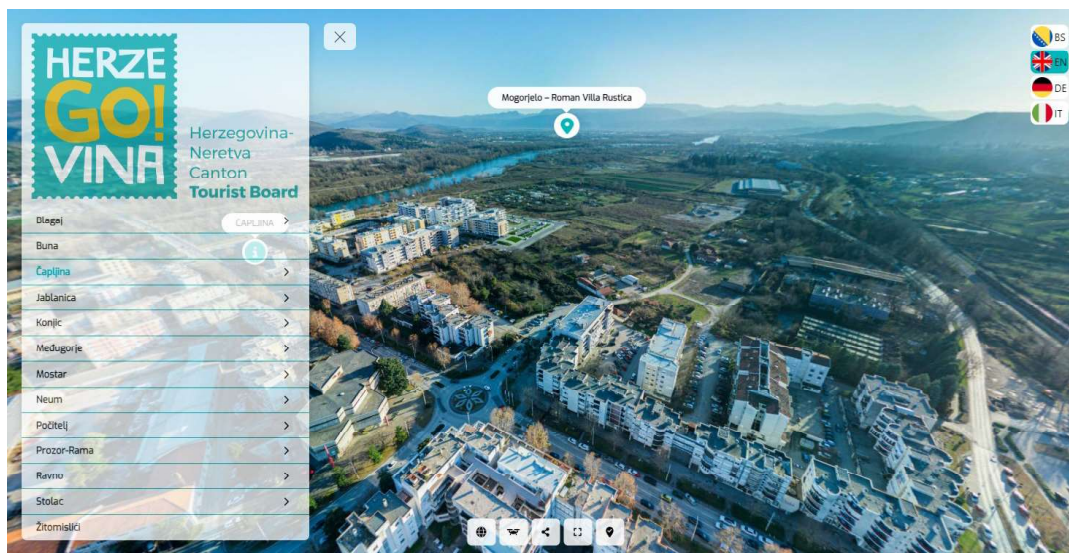 HERZE
GO!
VINA
Herzegovina-
Neretva
Canton
Tourist Board
Blagaj
ČAPLJINA
Buna
Čapljina
Jablanica
Konjic
Međugorje
Mostar
Neum
Počitelj
Prozor-Rama
Ravno
Stolac
Žitomislići
Mogorjelo – Roman Villa Rustica
BS
EN
DE
IT